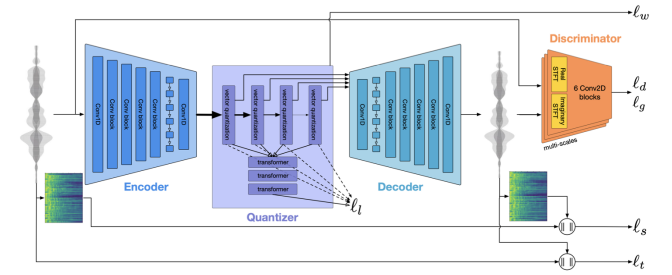 ℓw
Discriminator
Real STFT
Imaginary STFT
6 Conv2D blocks
multi-scales
ℓd
ℓg
Conv1D
Conv block
Conv block
Conv block
Conv block
Conv1D
Encoder
vector quantization
vector quantization
vector quantization
vector quantization
transformer
transformer
transformer
Quantizer
ℓl
Conv1D
Conv block
Conv block
Conv block
Conv block
Conv1D
Decoder
ℓs
ℓt